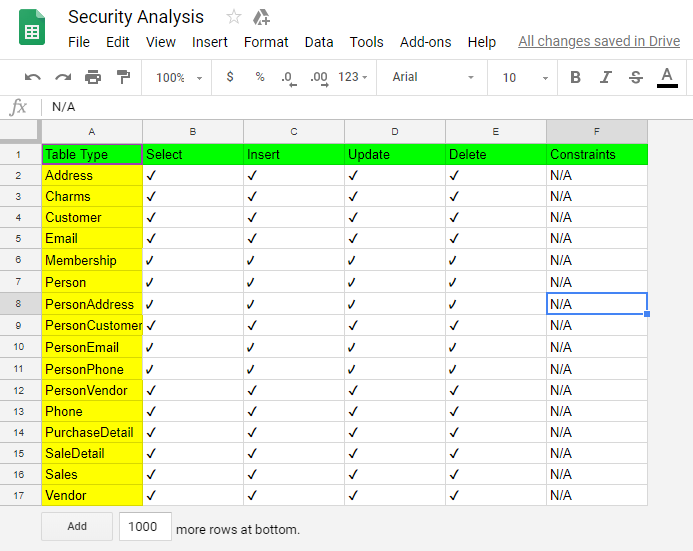 Security Analysis
File Edit View Insert Format Data Tools Add-ons Help All changes saved in Drive
100% $ % .0 .00 123 Arial 10 B I S A
fx N/A
A B C D E F
1 Table Type Select Insert Update Delete Constraints
2 Address ✓ ✓ ✓ ✓ N/A
3 Charms ✓ ✓ ✓ ✓ N/A
4 Customer ✓ ✓ ✓ ✓ N/A
5 Email ✓ ✓ ✓ ✓ N/A
6 Membership ✓ ✓ ✓ ✓ N/A
7 Person ✓ ✓ ✓ ✓ N/A
8 PersonAddress ✓ ✓ ✓ ✓ N/A
9 PersonCustomer ✓ ✓ ✓ ✓ N/A
10 PersonEmail ✓ ✓ ✓ ✓ N/A
11 PersonPhone ✓ ✓ ✓ ✓ N/A
12 PersonVendor ✓ ✓ ✓ ✓ N/A
13 Phone ✓ ✓ ✓ ✓ N/A
14 PurchaseDetail ✓ ✓ ✓ ✓ N/A
15 SaleDetail ✓ ✓ ✓ ✓ N/A
16 Sales ✓ ✓ ✓ ✓ N/A
17 Vendor ✓ ✓ ✓ ✓ N/A
Add 1000 more rows at bottom.